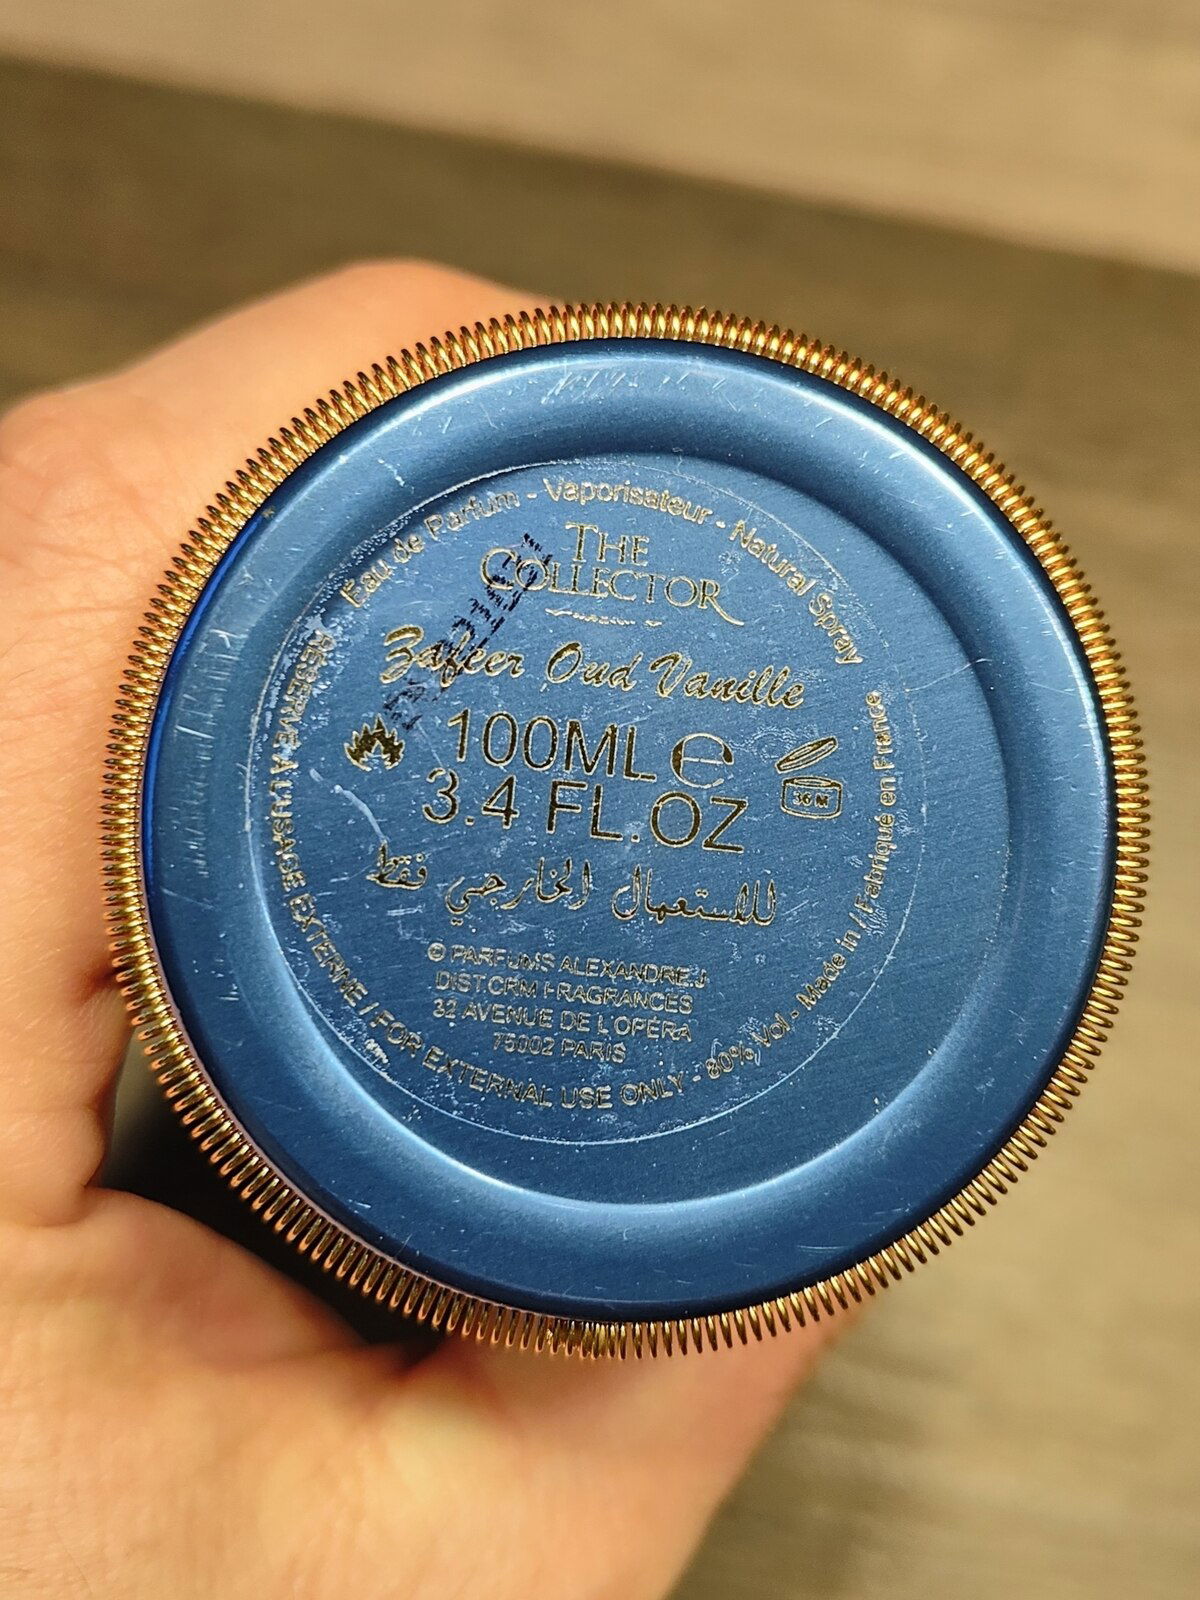 Eau de Parfum - Vaporisateur - Natural Spray
THE
COLLECTOR
Zafeer Oud Vanille
100ML e
3.4 FL.OZ
36 M
للاستعمال الخارجي فقط
© PARFUMS ALEXANDRE.J
DIST.CRM FRAGRANCES
32 AVENUE DE L'OPÉRA
75002 PARIS
RÉSERVÉ À L'USAGE EXTERNE / FOR EXTERNAL USE ONLY - 80% Vol - Made in / Fabriqué en France